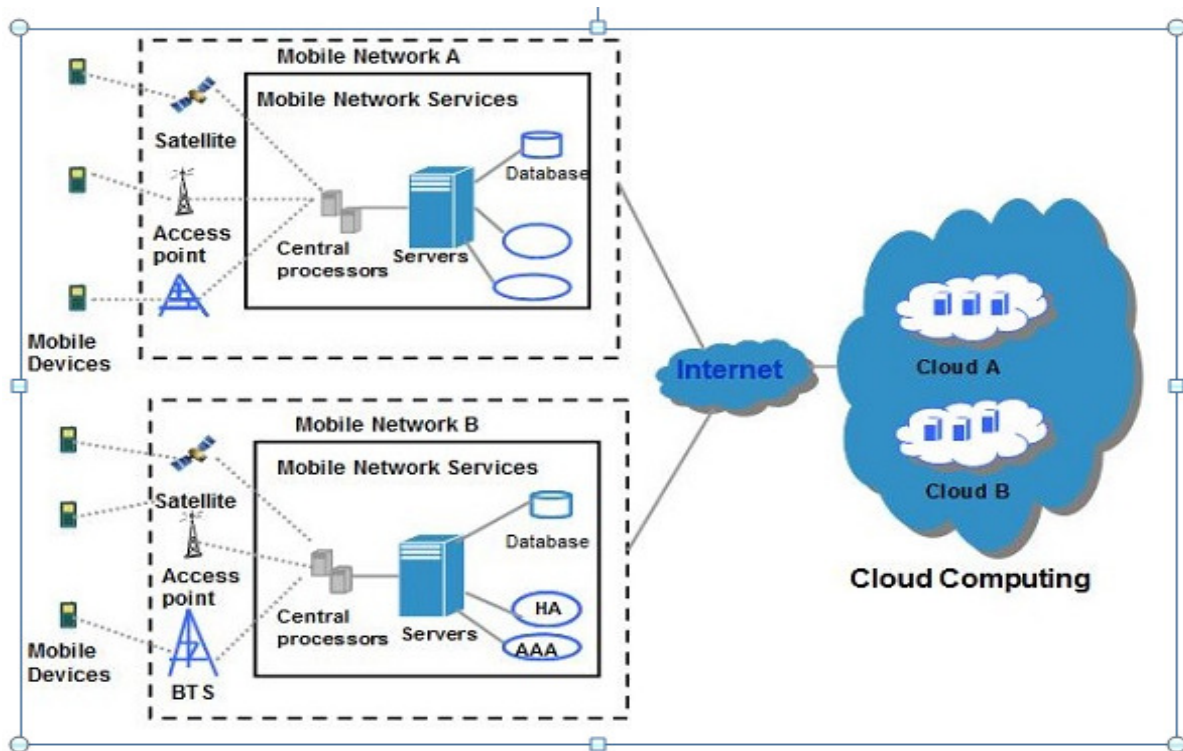 Mobile Network A
Mobile Network Services
Satellite
Database
Access
point
Central
processors
Servers
Mobile
Devices
Internet
Cloud A
Cloud B
Cloud Computing
Mobile Network B
Mobile Network Services
Satellite
Database
Access
point
Central
processors
Servers
HA
AAA
Mobile
Devices
BTS